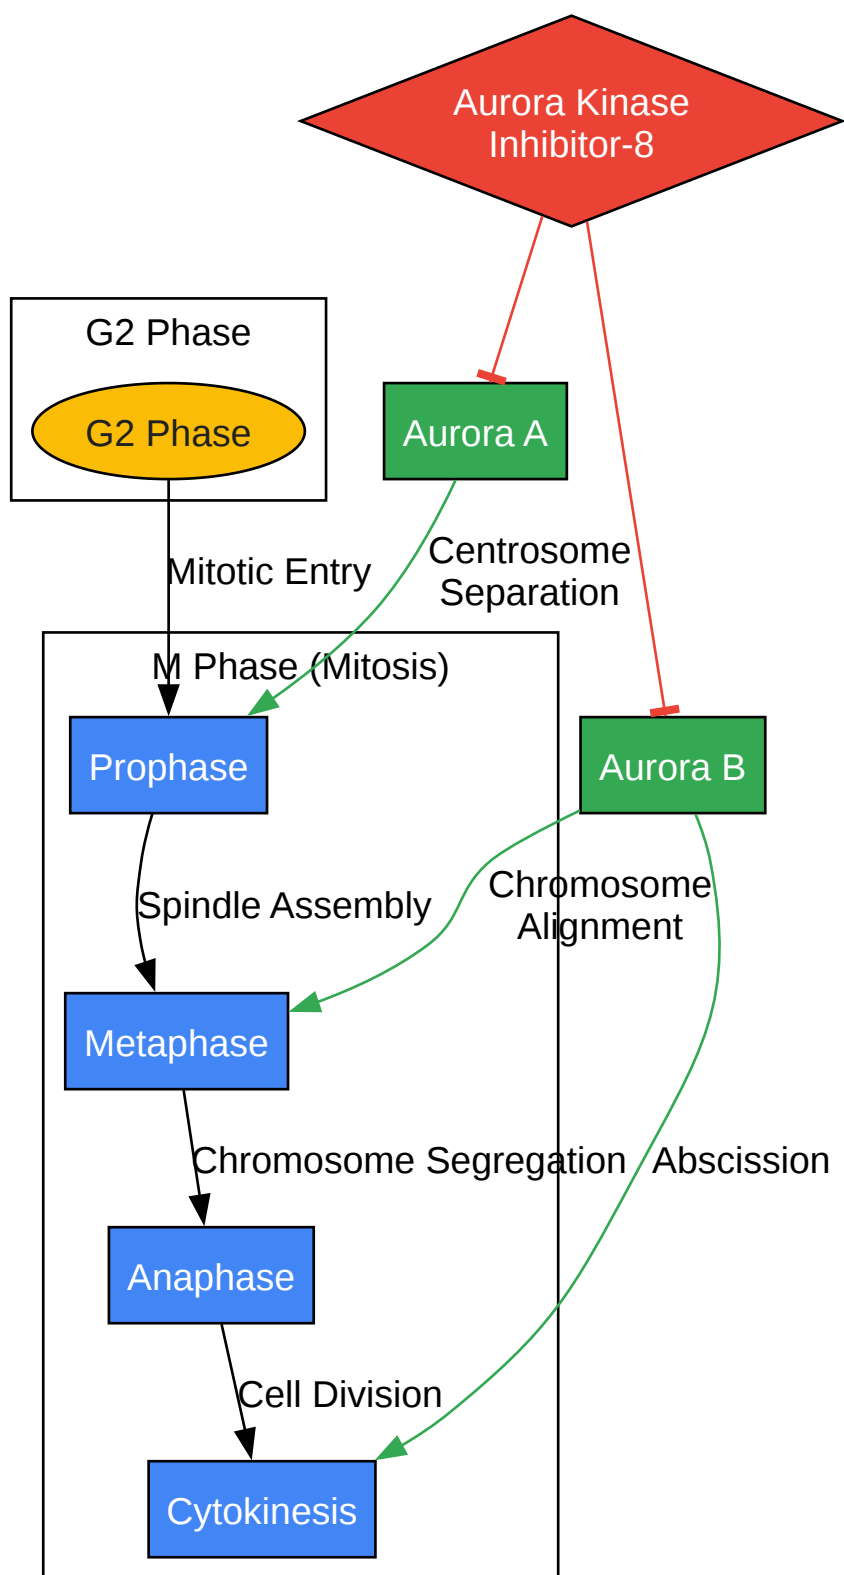 Aurora Kinase
Inhibitor-8
G2 Phase
G2 Phase
Aurora A
Mitotic Entry
Centrosome
Separation
M Phase (Mitosis)
Prophase
Aurora B
Spindle Assembly
Chromosome
Alignment
Metaphase
Chromosome Segregation
Abscission
Anaphase
Cell Division
Cytokinesis